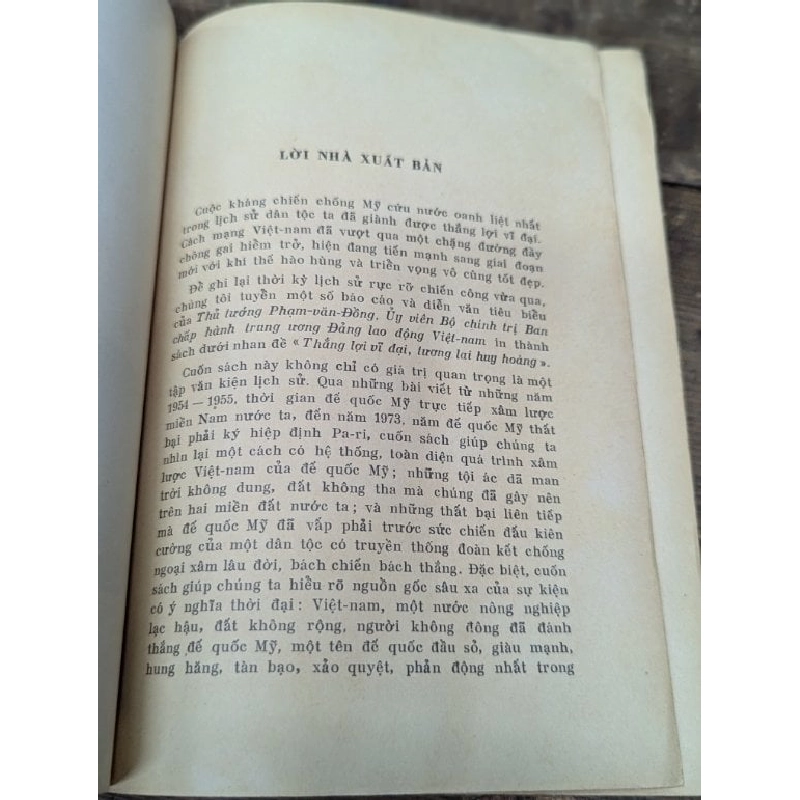 LỜI NHÀ XUẤT BẢN
Cuộc kháng chiến chống Mỹ cứu nước oanh liệt nhất
trong lịch sử dân tộc ta đã giành được thắng lợi vĩ đại.
Cách mạng Việt-nam đã vượt qua một chặng đường đầy
chông gai hiểm trở, hiện đang tiến mạnh sang giai đoạn
mới với khí thế hào hùng và triển vọng vô cùng tốt đẹp.
Để ghi lại thời kỳ lịch sử rực rỡ chiến công vừa qua,
chúng tôi tuyển một số báo cáo và diễn văn tiêu biểu
của Thủ tướng Phạm-văn-Đồng, Ủy viên Bộ chính trị Ban
chấp hành trung ương Đảng lao động Việt-nam in thành
sách dưới nhan đề « Thắng lợi vĩ đại, tương lai huy hoàng ».
Cuốn sách này không chỉ có giá trị quan trọng là một
tập văn kiện lịch sử. Qua những bài viết từ những năm
1954 — 1955, thời gian đế quốc Mỹ trực tiếp xâm lược
miền Nam nước ta, đến năm 1973, năm đế quốc Mỹ thất
bại phải ký hiệp định Pa-ri, cuốn sách giúp chúng ta
nhìn lại một cách có hệ thống, toàn diện quá trình xâm
lược Việt-nam của đế quốc Mỹ ; những tội ác dã man
trời không dung, đất không tha mà chúng đã gây nên
trên hai miền đất nước ta ; và những thất bại liên tiếp
mà đế quốc Mỹ đã vấp phải trước sức chiến đấu kiên
cường của một dân tộc có truyền thống đoàn kết chống
ngoại xâm lâu đời, bách chiến bách thắng. Đặc biệt, cuốn
sách giúp chúng ta hiểu rõ nguồn gốc sâu xa của sự kiện
có ý nghĩa thời đại : Việt-nam, một nước nông nghiệp
lạc hậu, đất không rộng, người không đông đã đánh
thắng đế quốc Mỹ, một tên đế quốc đầu sỏ, giàu mạnh,
hung hăng, tàn bạo, xảo quyệt, phản động nhất trong